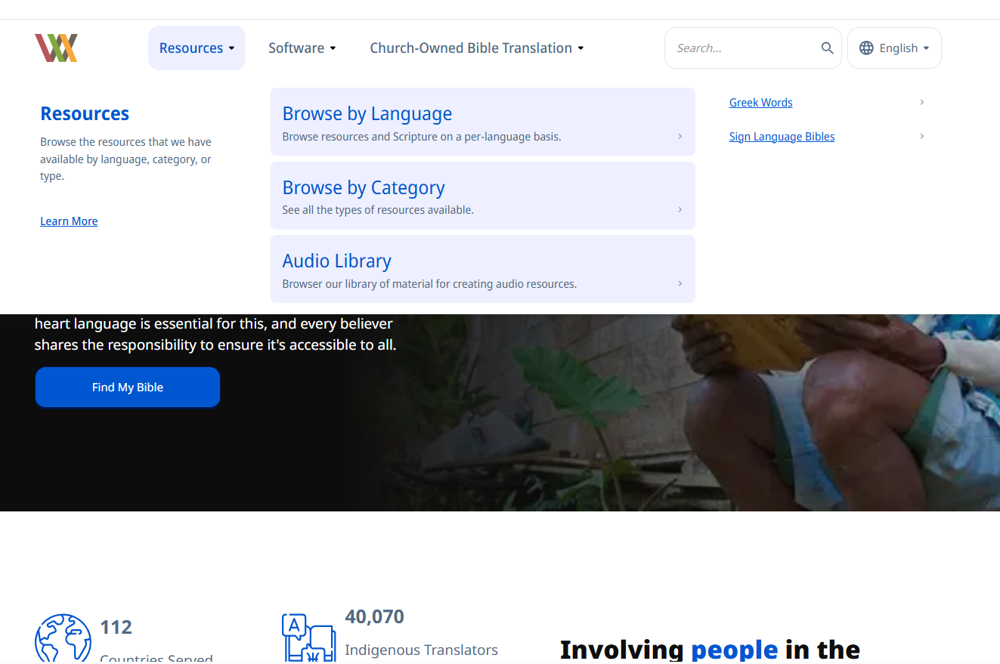 Resources
Software
Church-Owned Bible Translation
Search...
English
Resources
Browse the resources that we have
available by language, category, or
type.
Learn More
Browse by Language
Browse resources and Scripture on a per-language basis.
Browse by Category
See all the types of resources available.
Audio Library
Browser our library of material for creating audio resources.
Greek Words
Sign Language Bibles
heart language is essential for this, and every believer
shares the responsibility to ensure it's accessible to all.
Find My Bible
112
Countries Served
A
40,070
Indigenous Translators
Involving people in the